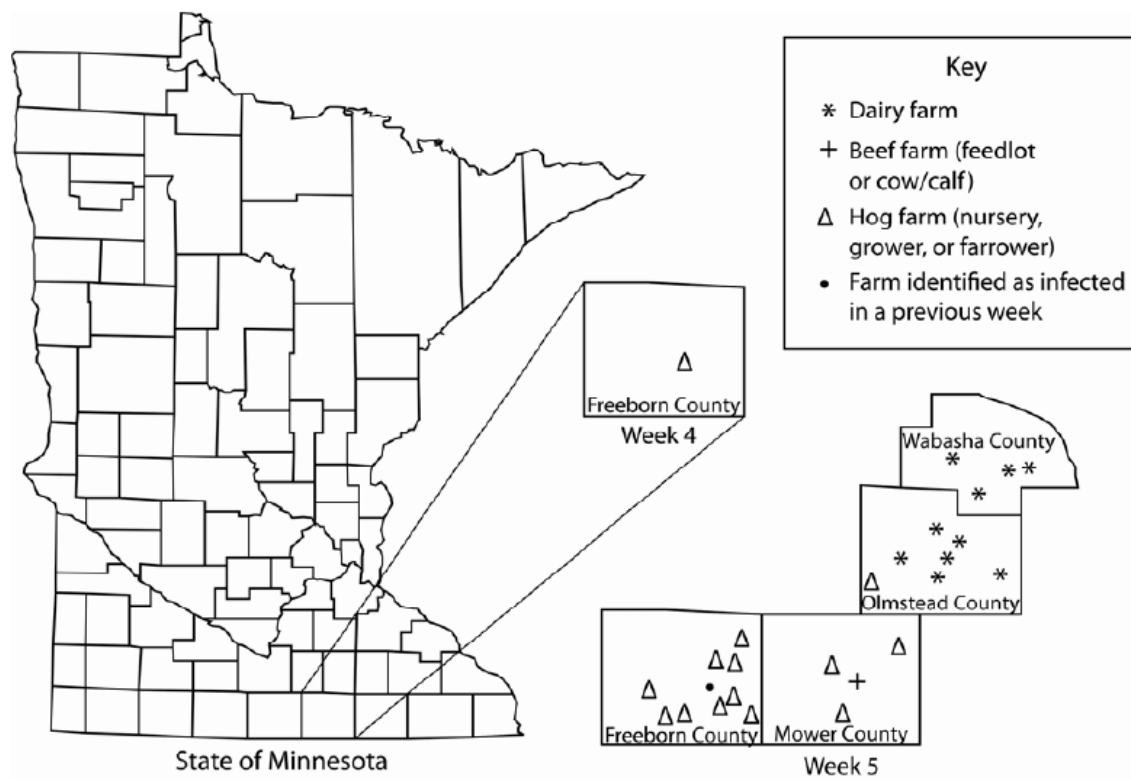 Key
* Dairy farm
+ Beef farm (feedlot
or cow/calf)
Δ Hog farm (nursery,
grower, or farrower)
• Farm identified as infected
in a previous week
Freeborn County
Week 4
Wabasha County
Olmstead County
Freeborn County
Mower County
Week 5
State of Minnesota